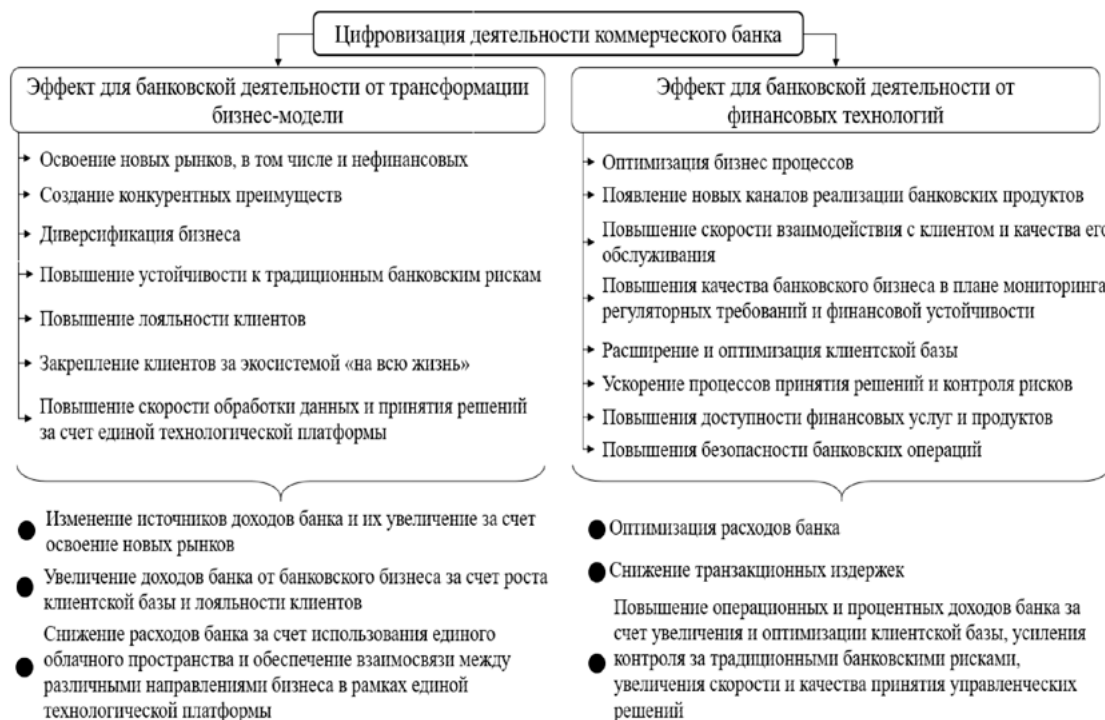 Цифровизация деятельности коммерческого банка
Эффект для банковской деятельности от трансформации
бизнес-модели
Освоение новых рынков, в том числе и нефинансовых
Создание конкурентных преимуществ
Диверсификация бизнеса
Повышение устойчивости к традиционным банковским рискам
Повышение лояльности клиентов
Закрепление клиентов за экосистемой «на всю жизнь»
Повышение скорости обработки данных и принятия решений
за счет единой технологической платформы
Изменение источников доходов банка и их увеличение за счет
освоение новых рынков
Увеличение доходов банка от банковского бизнеса за счет роста
клиентской базы и лояльности клиентов
Снижение расходов банка за счет использования единого
облачного пространства и обеспечение взаимосвязи между
различными направлениями бизнеса в рамках единой
технологической платформы
Эффект для банковской деятельности от
финансовых технологий
Оптимизация бизнес процессов
Появление новых каналов реализации банковских продуктов
Повышение скорости взаимодействия с клиентом и качества его
обслуживания
Повышения качества банковского бизнеса в плане мониторинга
регуляторных требований и финансовой устойчивости
Расширение и оптимизация клиентской базы
Ускорение процессов принятия решений и контроля рисков
Повышения доступности финансовых услуг и продуктов
Повышения безопасности банковских операций
Оптимизация расходов банка
Снижение транзакционных издержек
Повышение операционных и процентных доходов банка за
счет увеличения и оптимизации клиентской базы, усиления
контроля за традиционными банковскими рисками,
увеличения скорости и качества принятия управленческих
решений